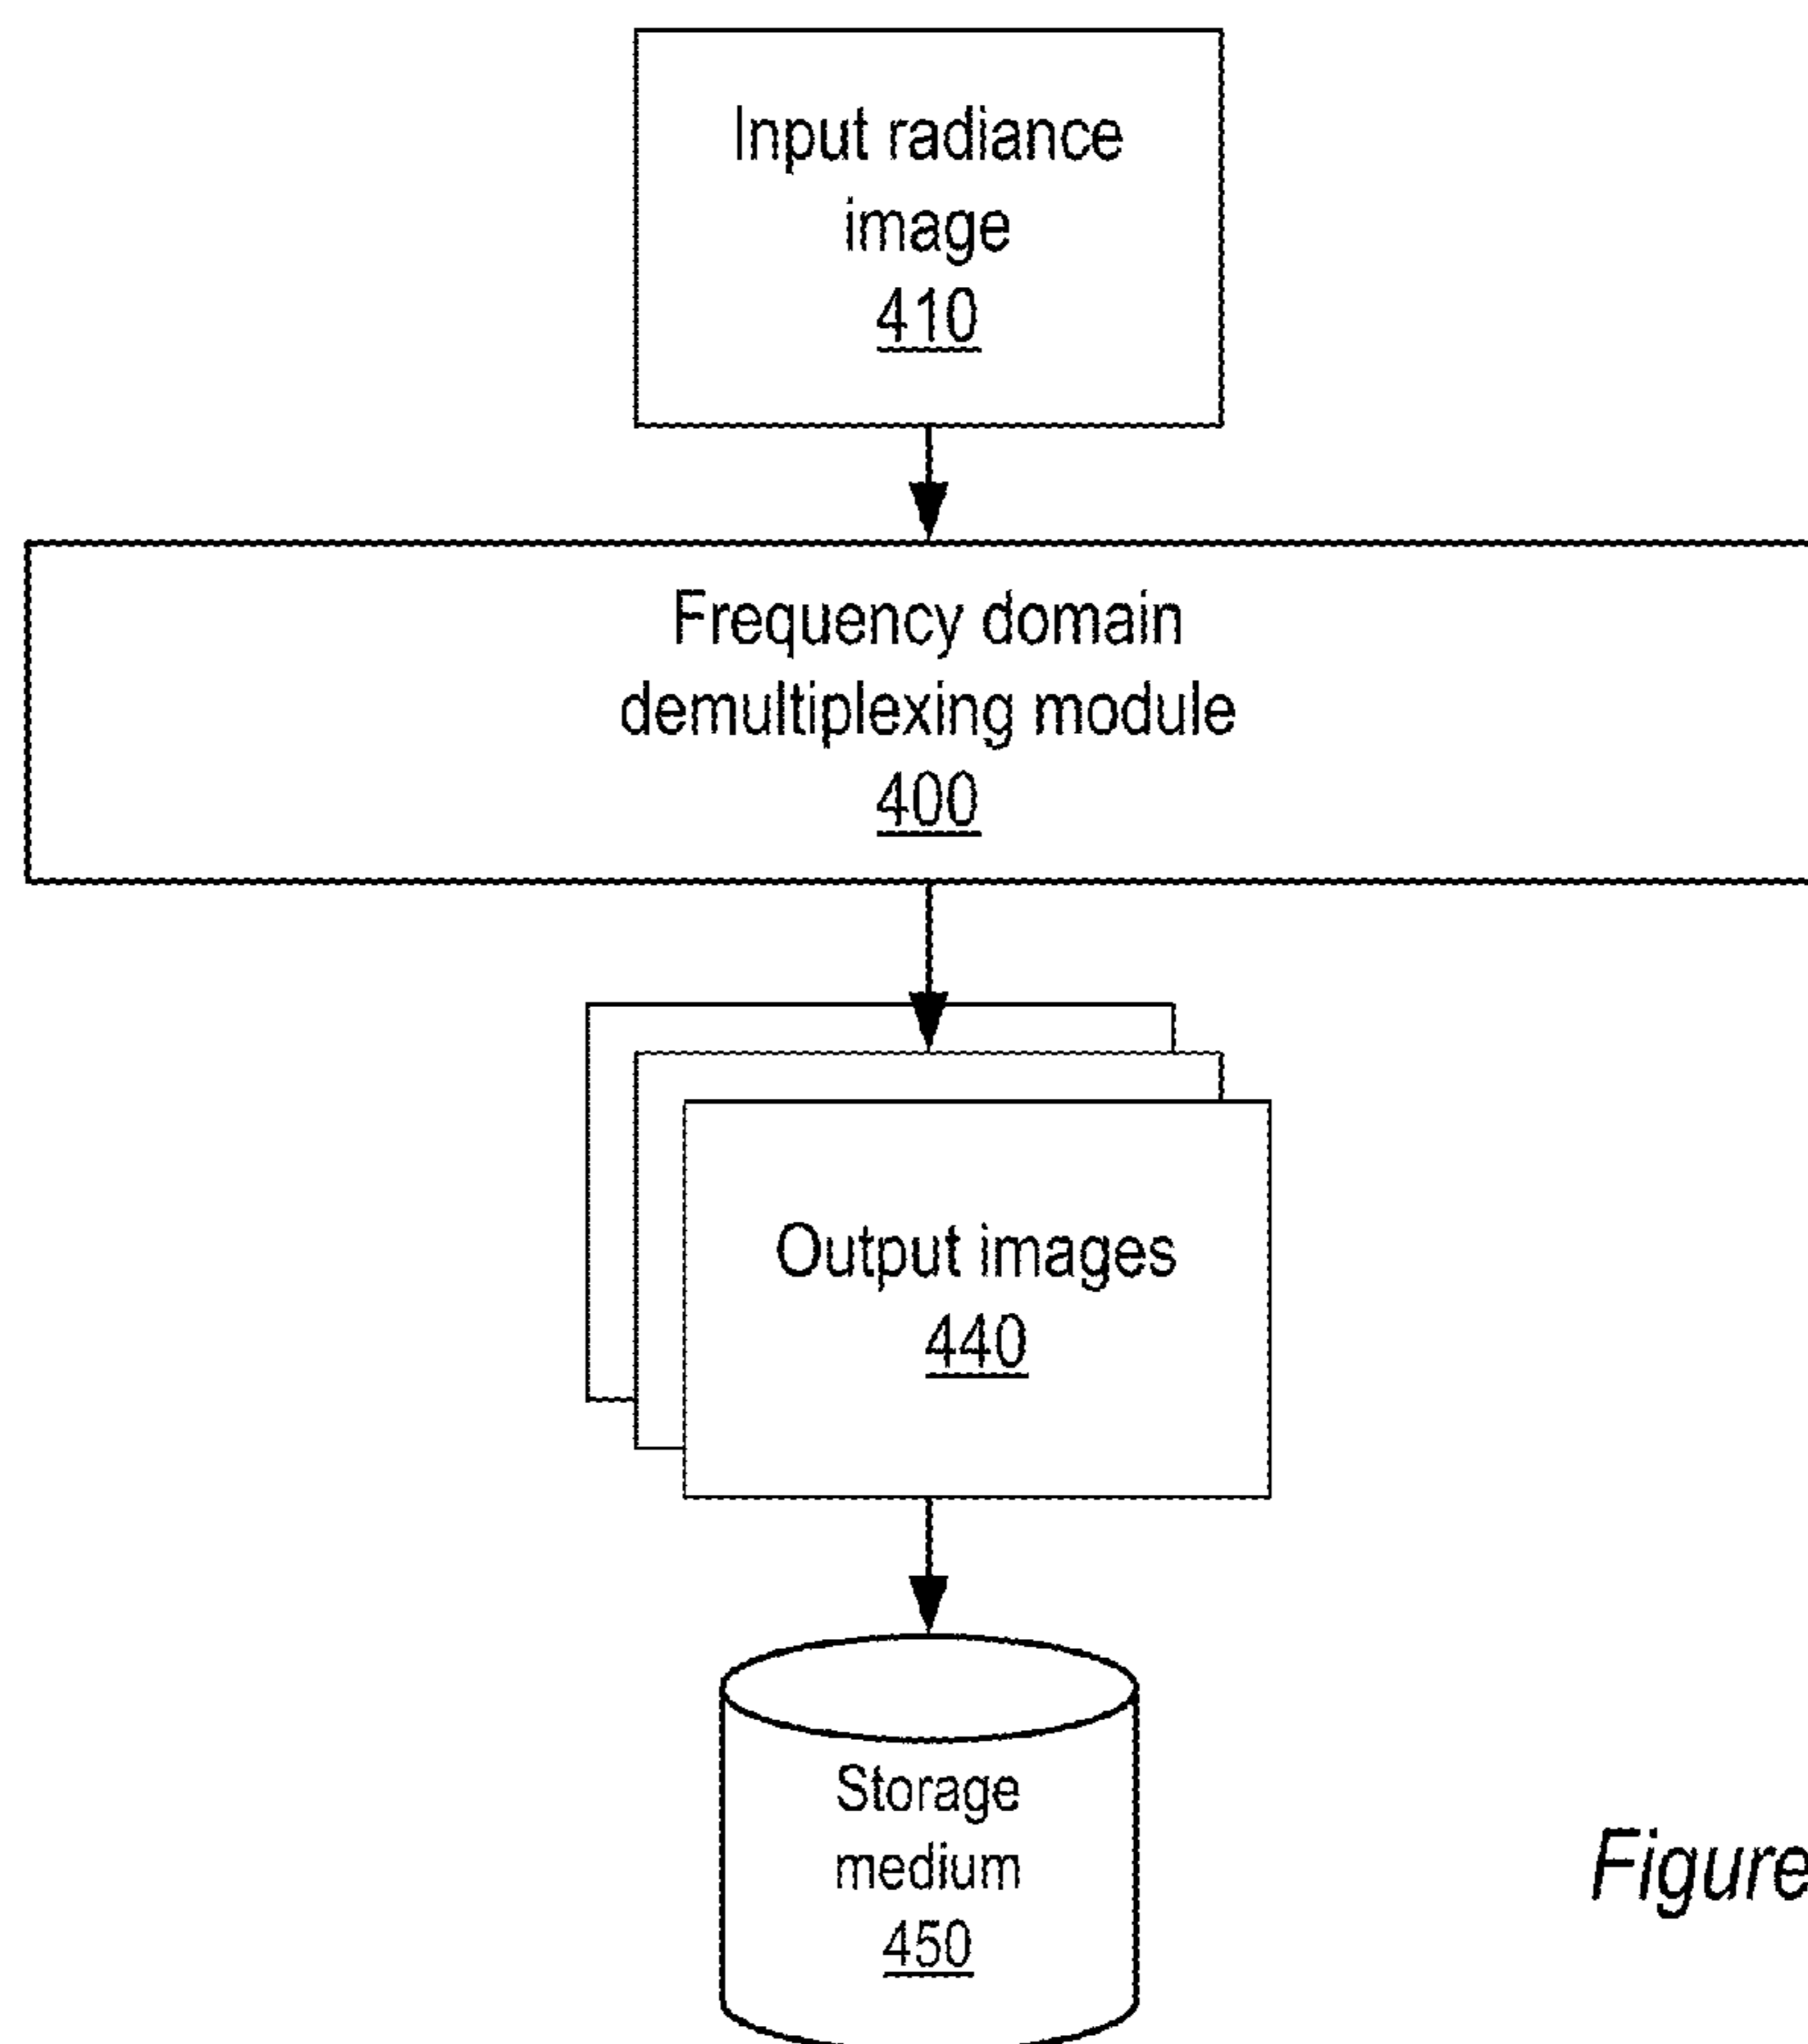 Input radiance
image
410
Frequency domain
demultiplexing module
400
Output images
440
Storage
medium
450
Figure